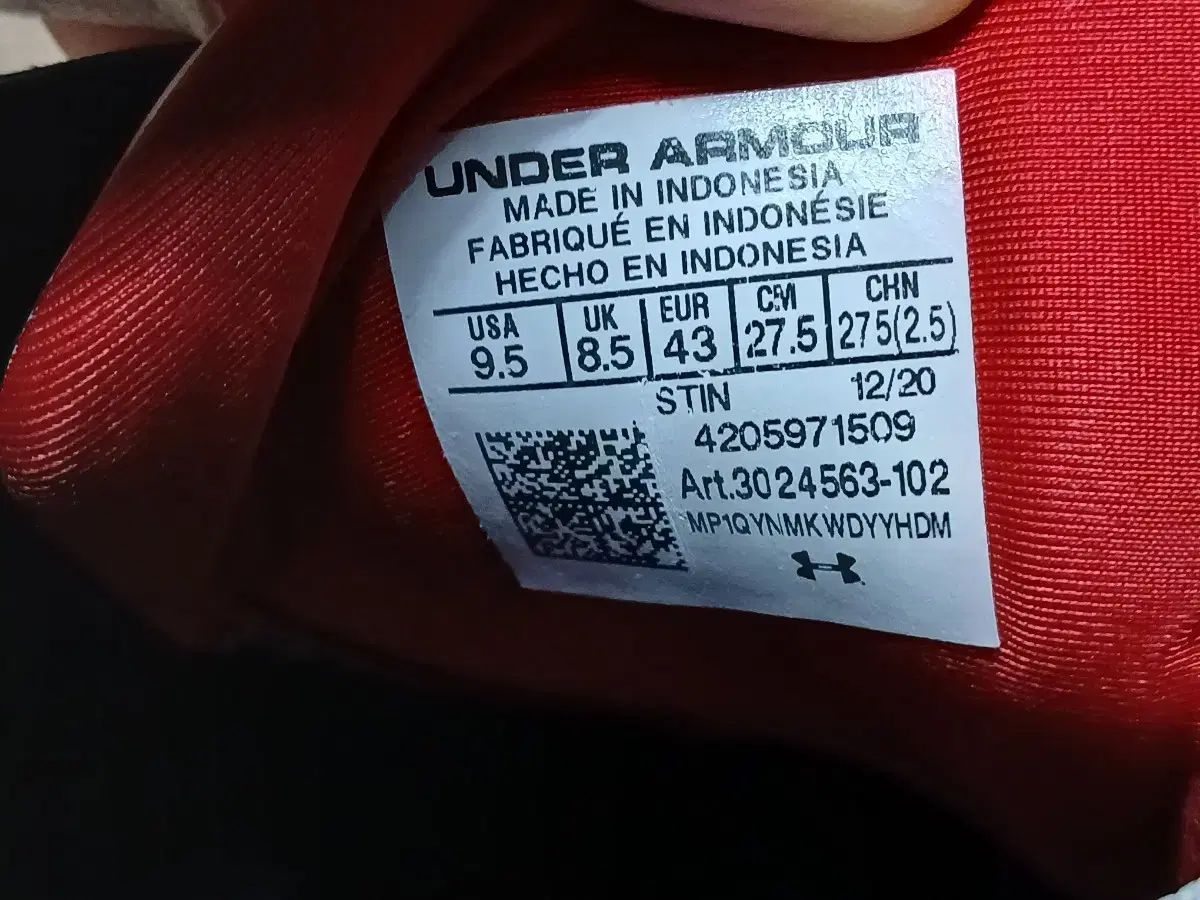 UNDER ARMOUR
MADE IN INDONESIA
FABRIQUÉ EN INDONÉSIE
HECHO EN INDONESIA
USA UK EUR CM CHN
9.5 8.5 43 27.5 275(2.5)
STIN 12/20
4205971509
Art.3024563-102
MP1QYNMKWDYYHDM